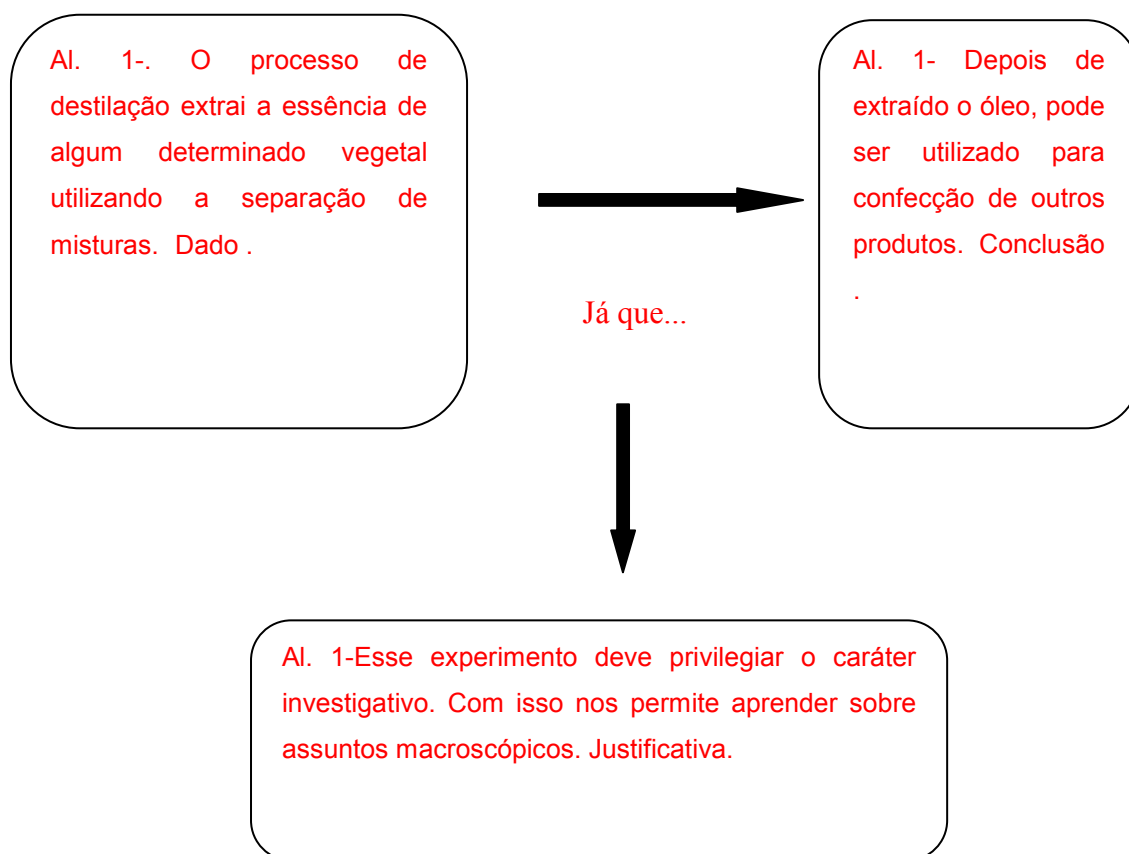 Al. 1-. O processo de
destilação extrai a essência de
algum determinado vegetal
utilizando a separação de
misturas. Dado .
Al. 1- Depois de
extraído o óleo, pode
ser utilizado para
confecção de outros
produtos. Conclusão
.
Já que...
Al. 1-Esse experimento deve privilegiar o caráter
investigativo. Com isso nos permite aprender sobre
assuntos macroscópicos. Justificativa.